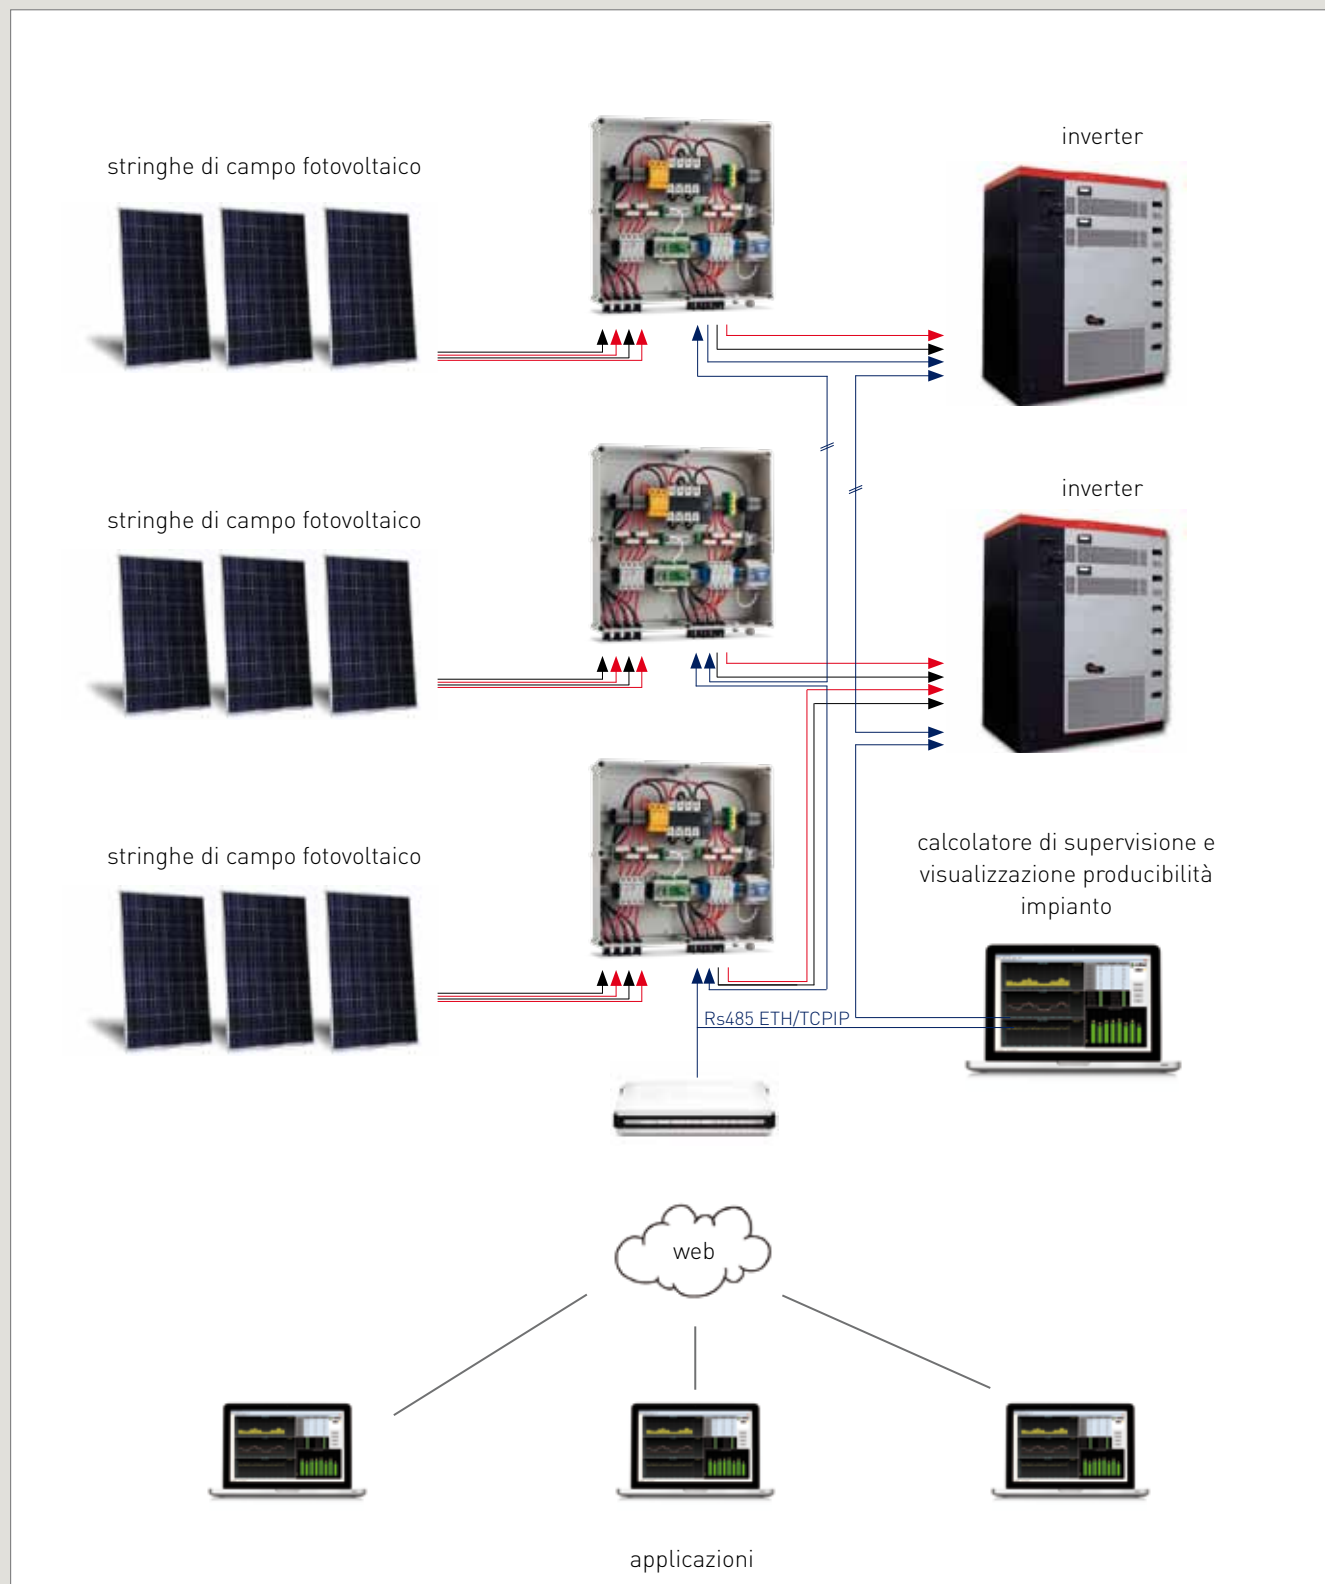 inverter
stringhe di campo fotovoltaico
inverter
stringhe di campo fotovoltaico
calcolatore di supervisione e
visualizzazione producibilità
impianto
stringhe di campo fotovoltaico
Rs485 ETH/TCPIP
web
applicazioni